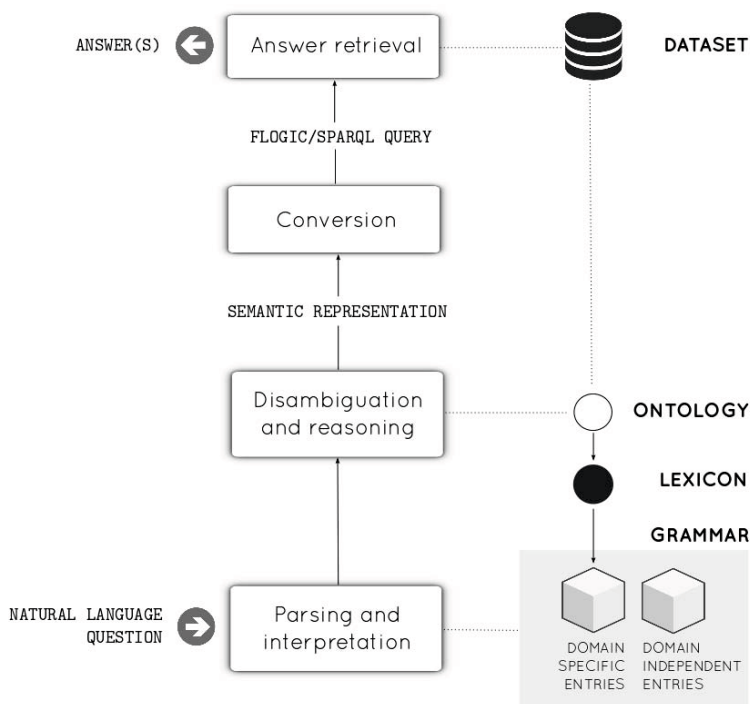 ANSWER(S)
Answer retrieval
DATASET
FLOGIC/SPARQL QUERY
Conversion
SEMANTIC REPRESENTATION
Disambiguation
and reasoning
ONTOLOGY
LEXICON
GRAMMAR
NATURAL LANGUAGE
QUESTION
Parsing and
interpretation
DOMAIN
SPECIFIC
ENTRIES
DOMAIN
INDEPENDENT
ENTRIES